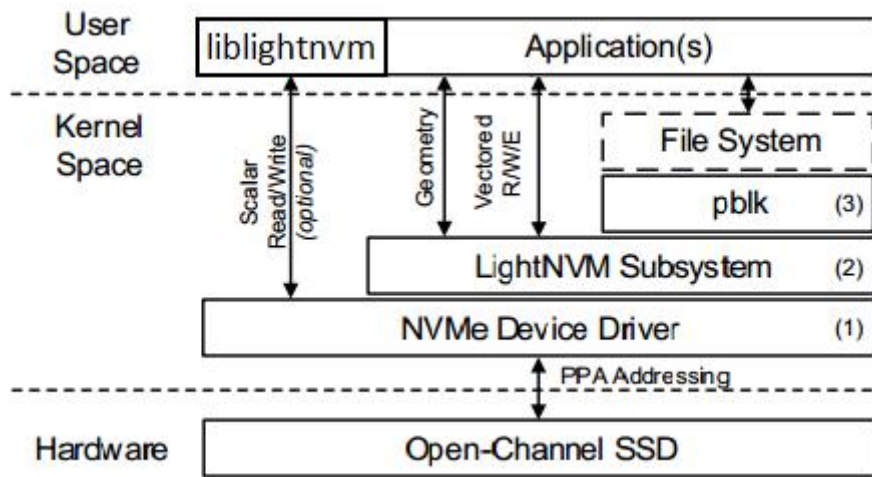 User
Space
liblightnvm
Application(s)
Kernel
Space
Scalar
Read/Write
(optional)
Geometry
Vectored
R/W/E
File System
pblk (3)
LightNVM Subsystem (2)
NVMe Device Driver (1)
PPA Addressing
Hardware
Open-Channel SSD